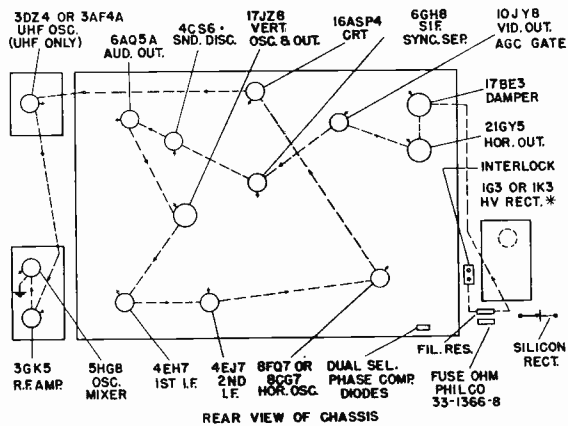 3DZ4 OR 3AF4A
UHF OSC.
(UHF ONLY)
6AQ5A
AUD. OUT.
4CS6
SND. DISC.
17JZ8
VERT.
OSC. & OUT.
16ASP4
CRT
6GH8
SIF.
SYNC. SEP.
10JY8
VID. OUT.
AGC GATE
17BE3
DAMPER
21GY5
HOR. OUT.
INTERLOCK
1G3 OR 1K3
HV RECT. *
3GK5
R.F. AMP.
5HG8
OSC.
MIXER
4EH7
1ST I.F.
4EJ7
2ND
I.F.
8FQ7 OR
8CG7
HOR. OSC.
DUAL SEL.
PHASE COMP.
DIODES
FIL. RES.
FUSE OHM
PHILCO
33-1366-8
SILICON
RECT.
REAR VIEW OF CHASSIS